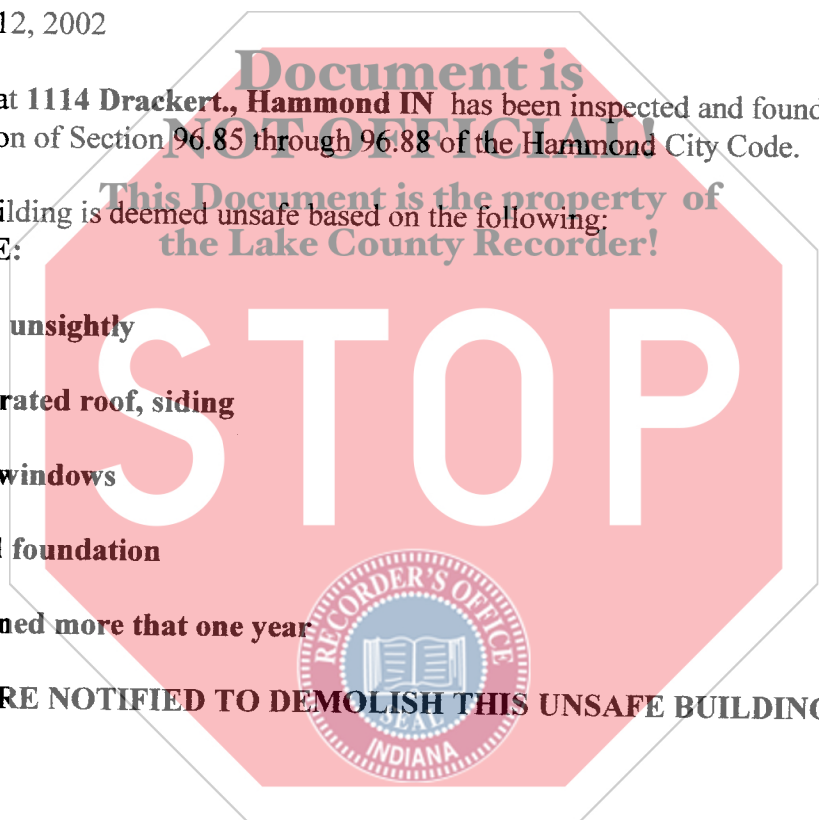 12, 2002
Document is
at 1114 Drackert., Hammond IN has been inspected and found
NOT OFFICIAL!
on of Section 96.85 through 96.88 of the Hammond City Code.
This Document is the property of
ilding is deemed unsafe based on the following:
the Lake County Recorder!
E:
unsightly
STOP
rated roof, siding
windows
foundation
RECORDER'S OFFICE
ned more that one year
RE NOTIFIED TO DEMOLISH THIS UNSAFE BUILDING
SEAL
INDIANA